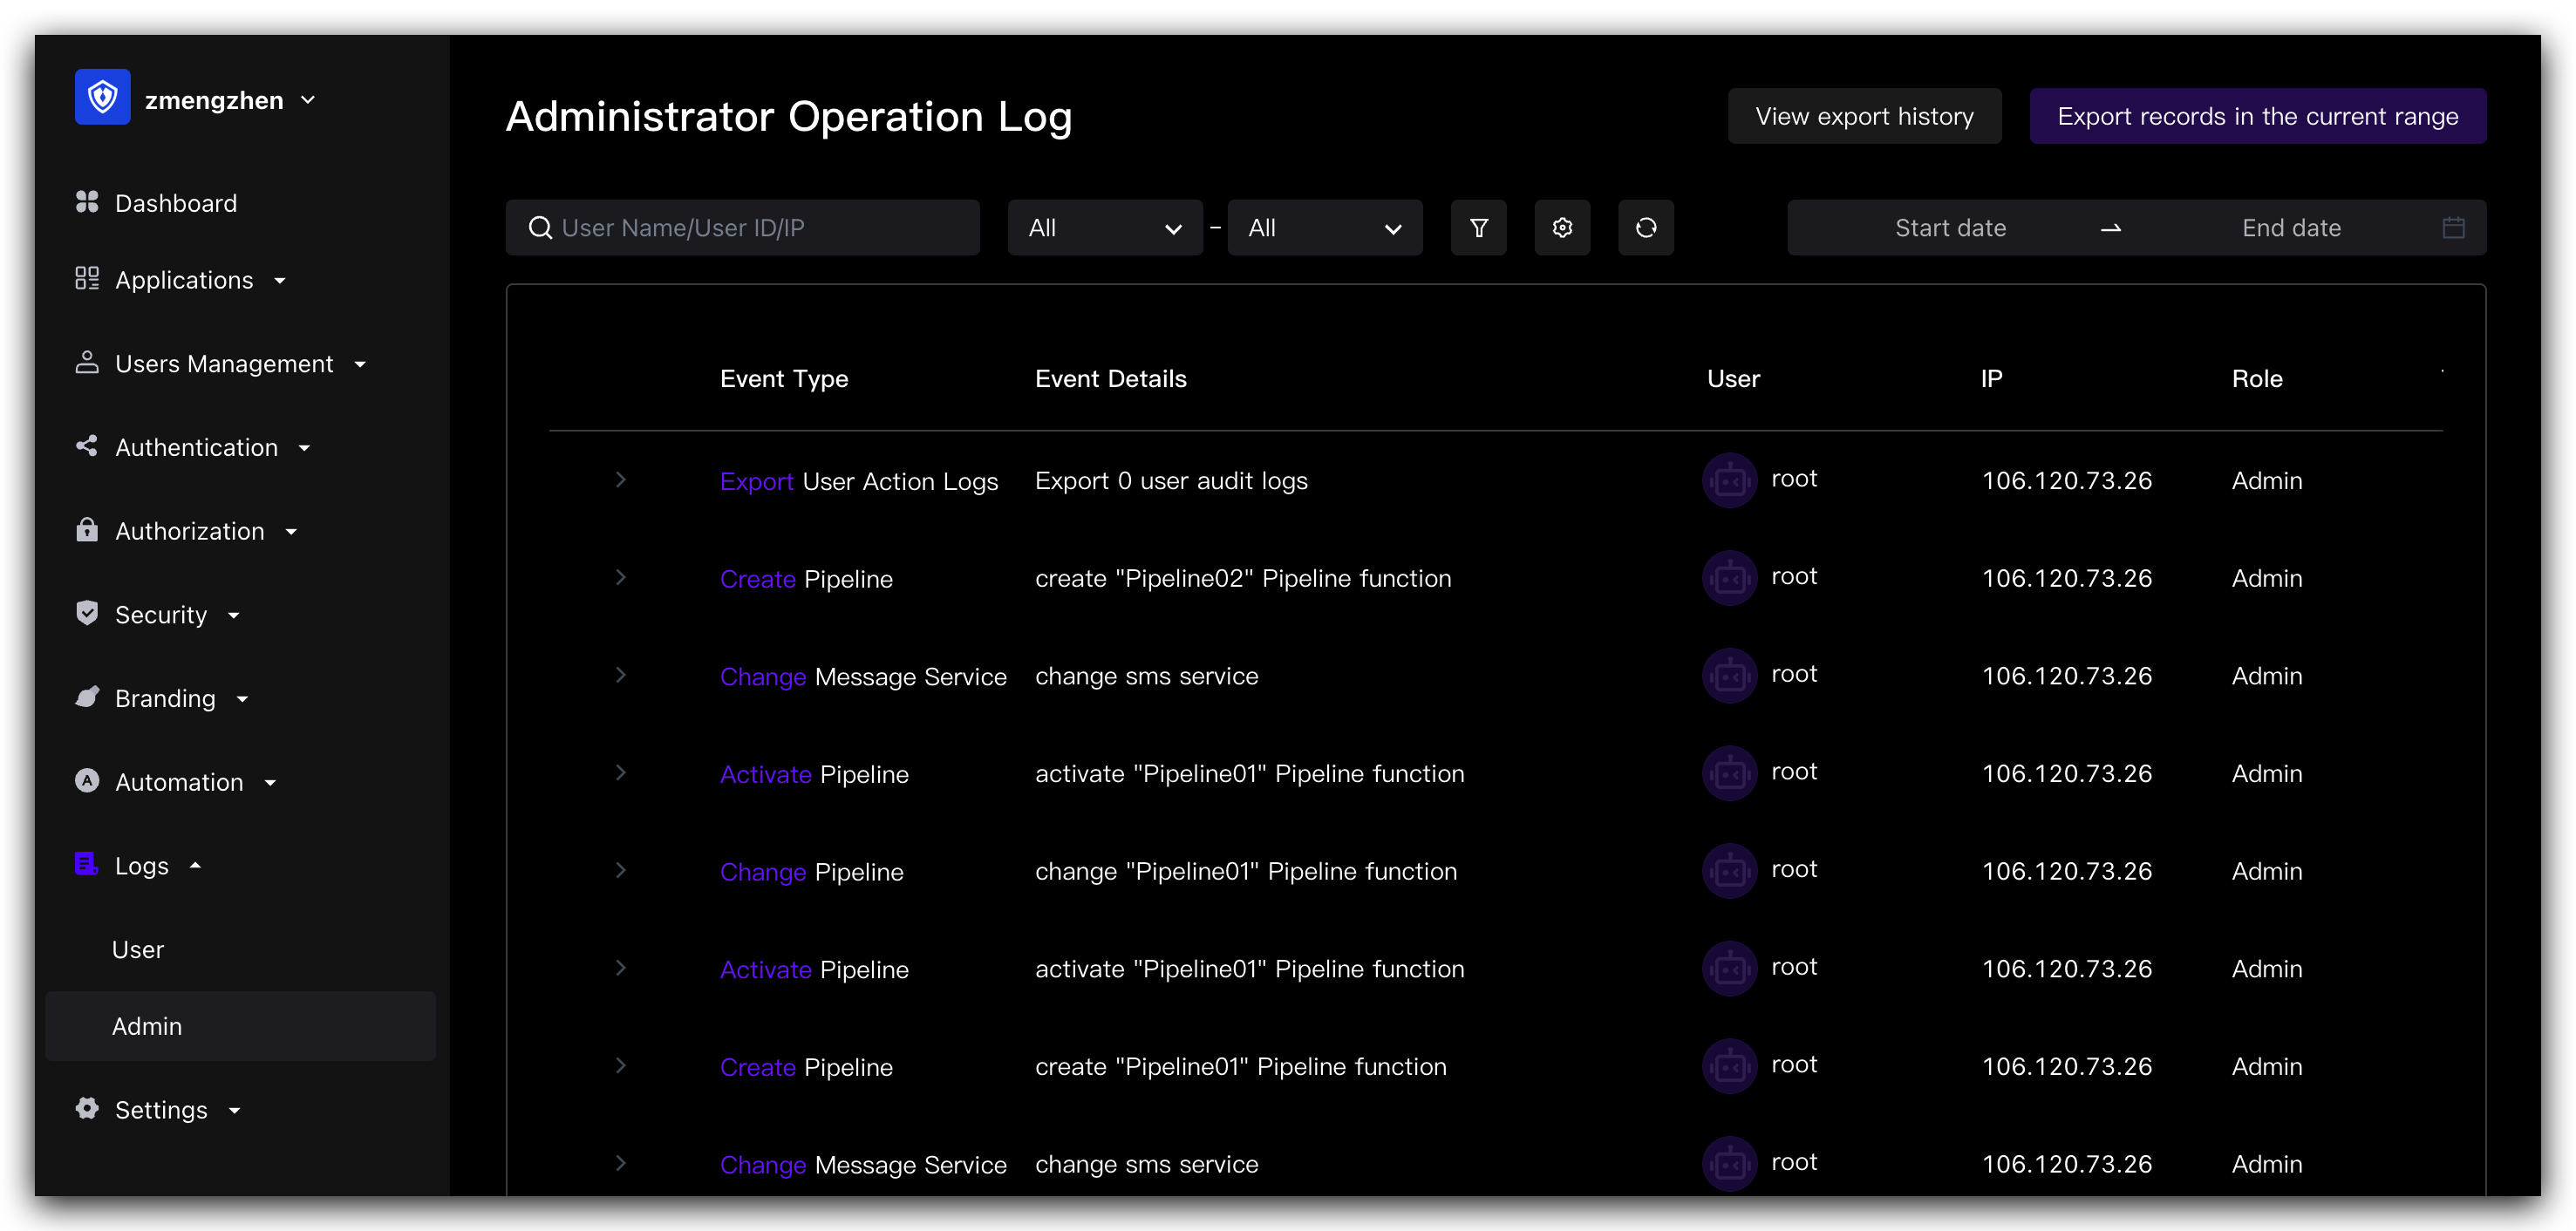 zmengzhen
Dashboard
Applications
Users Management
Authentication
Authorization
Security
Branding
Automation
Logs
User
Admin
Settings
Administrator Operation Log
View export history
Export records in the current range
User Name/User ID/IP
All – All
Start date → End date
Event Type Event Details User IP Role
Export User Action Logs Export 0 user audit logs root 106.120.73.26 Admin
Create Pipeline create "Pipeline02" Pipeline function root 106.120.73.26 Admin
Change Message Service change sms service root 106.120.73.26 Admin
Activate Pipeline activate "Pipeline01" Pipeline function root 106.120.73.26 Admin
Change Pipeline change "Pipeline01" Pipeline function root 106.120.73.26 Admin
Activate Pipeline activate "Pipeline01" Pipeline function root 106.120.73.26 Admin
Create Pipeline create "Pipeline01" Pipeline function root 106.120.73.26 Admin
Change Message Service change sms service root 106.120.73.26 Admin